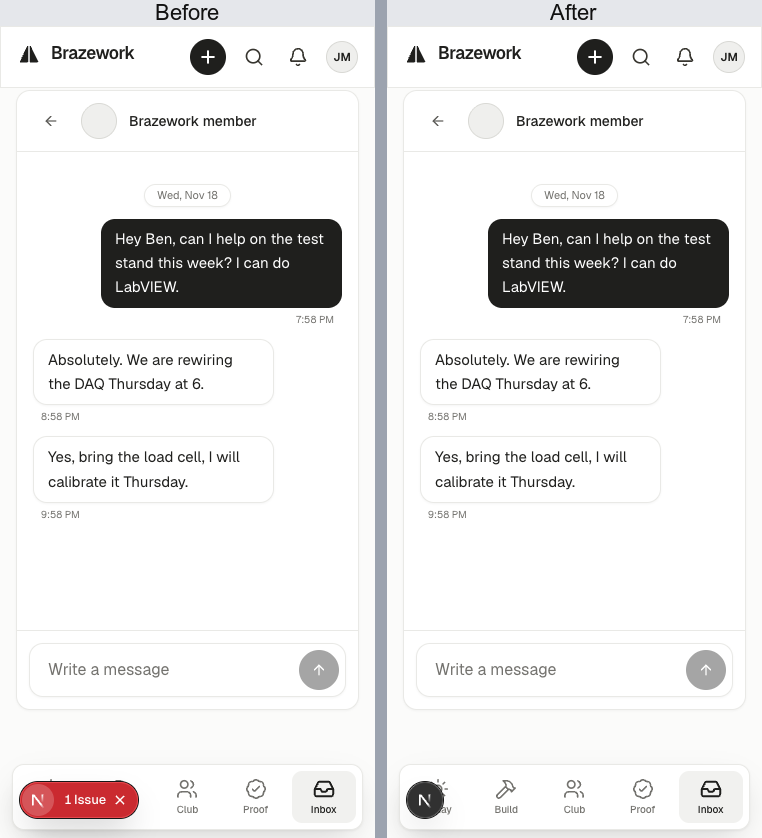 Before
Brazework
JM
Brazework member
Wed, Nov 18
Hey Ben, can I help on the test
stand this week? I can do
LabVIEW.
7:58 PM
Absolutely. We are rewiring
the DAQ Thursday at 6.
8:58 PM
Yes, bring the load cell, I will
calibrate it Thursday.
9:58 PM
Write a message
N 1 Issue
Club
Proof
Inbox
After
Brazework
JM
Brazework member
Wed, Nov 18
Hey Ben, can I help on the test
stand this week? I can do
LabVIEW.
7:58 PM
Absolutely. We are rewiring
the DAQ Thursday at 6.
8:58 PM
Yes, bring the load cell, I will
calibrate it Thursday.
9:58 PM
Write a message
N
Build
Club
Proof
Inbox